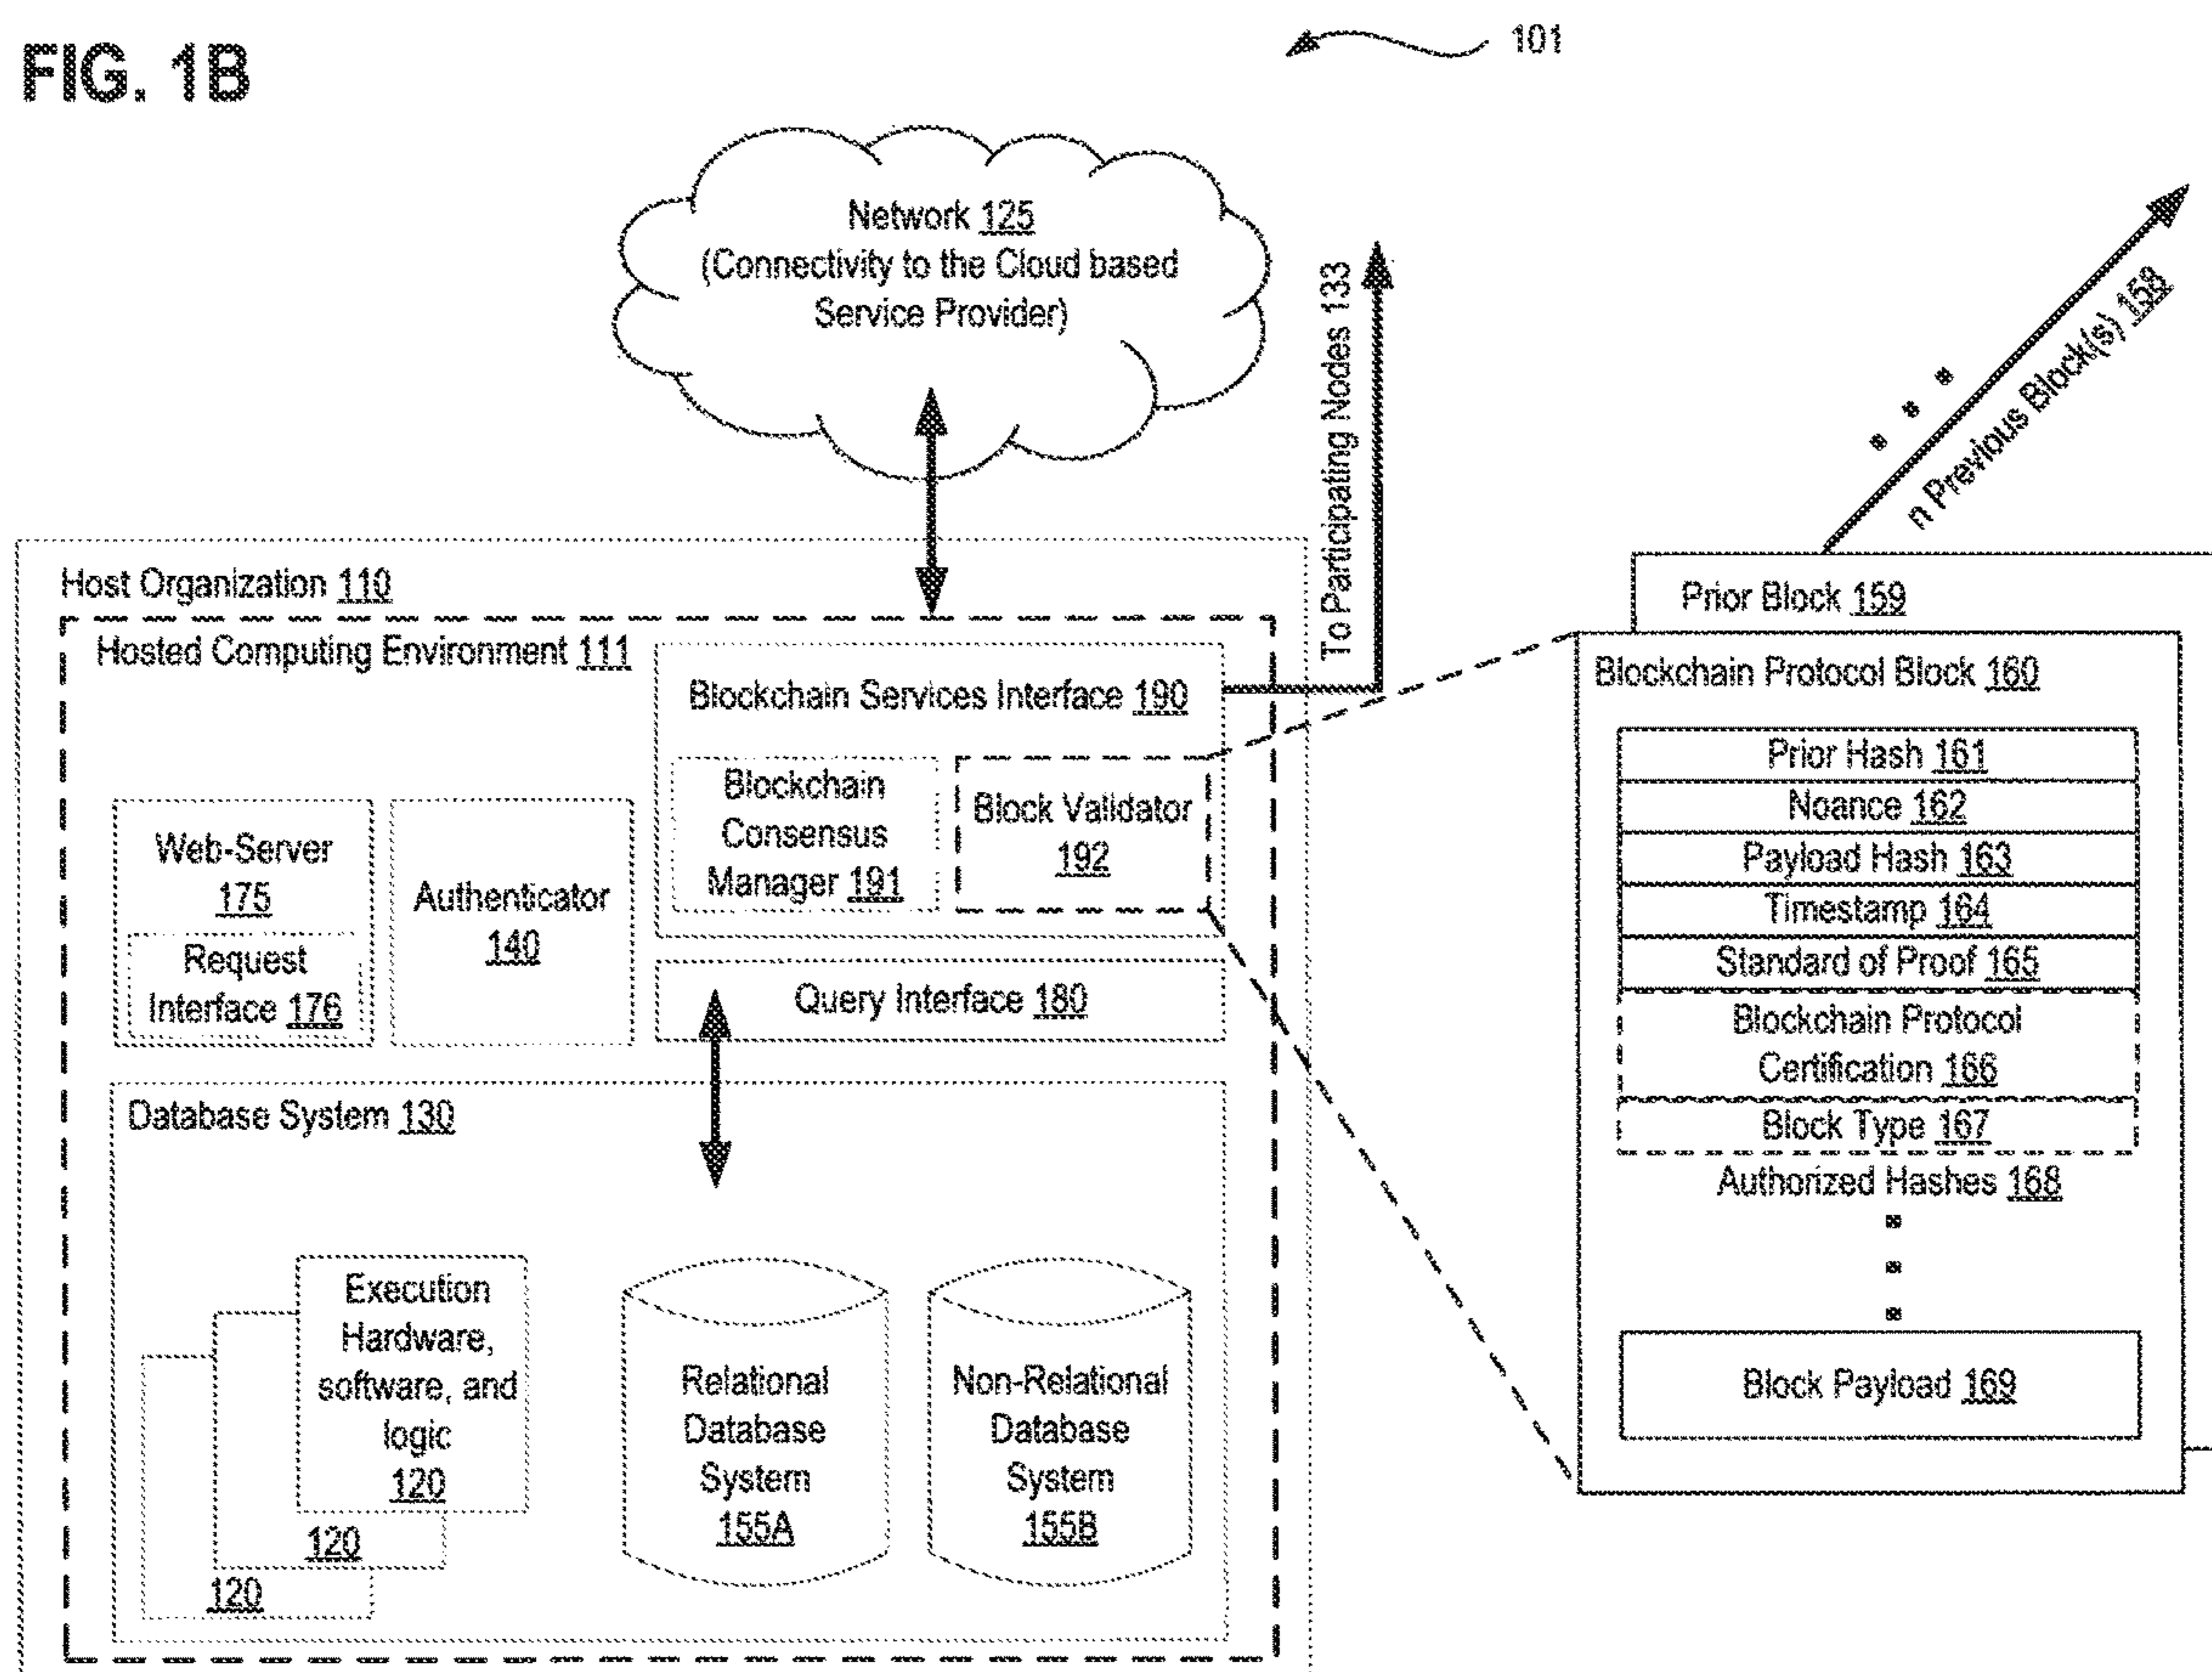 FIG. 1B
101
Network 125
(Connectivity to the Cloud based
Service Provider)
To Participating Nodes 133
n Previous Block(s) 158
Host Organization 110
Hosted Computing Environment 111
Blockchain Services Interface 190
Blockchain
Consensus
Manager 191
Block Validator
192
Web-Server
175
Request
Interface 176
Authenticator
140
Query Interface 180
Database System 130
Execution
Hardware,
software, and
logic
120
120
120
Relational
Database
System
155A
Non-Relational
Database
System
155B
Prior Block 159
Blockchain Protocol Block 160
Prior Hash 161
Noance 162
Payload Hash 163
Timestamp 164
Standard of Proof 165
Blockchain Protocol
Certification 166
Block Type 167
Authorized Hashes 168
Block Payload 169